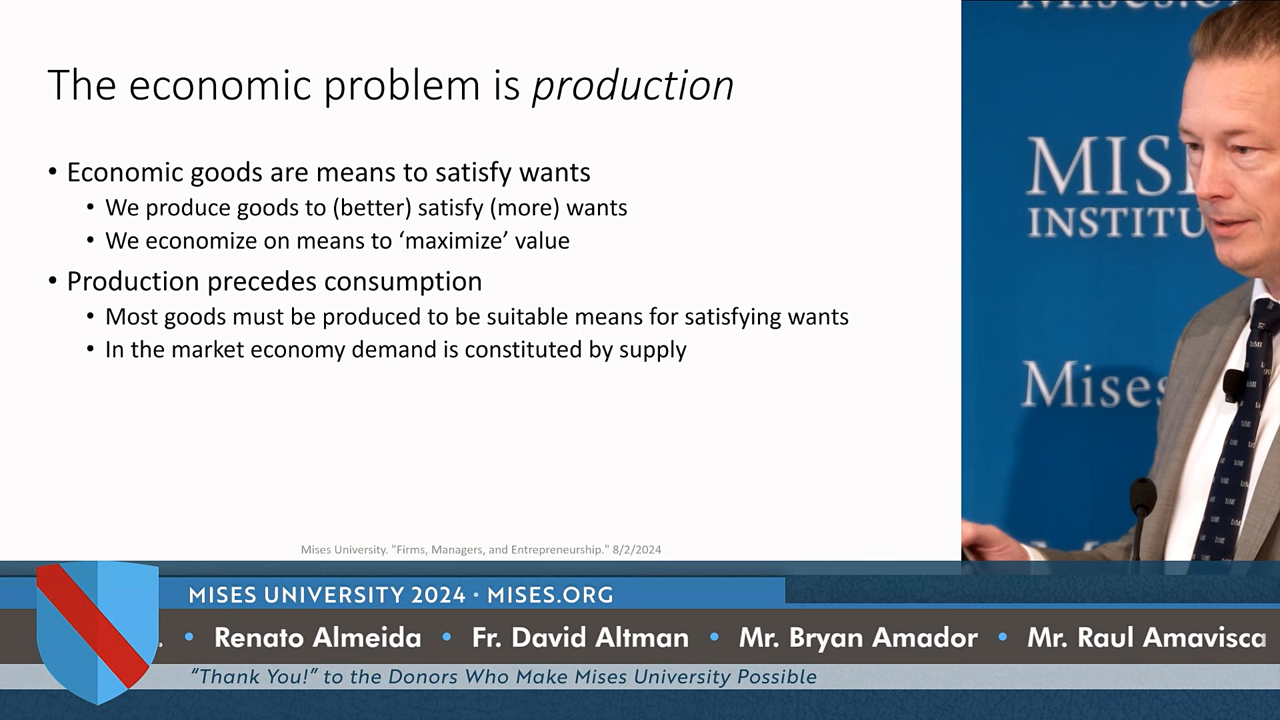 The economic problem is production
• Economic goods are means to satisfy wants
• We produce goods to (better) satisfy (more) wants
• We economize on means to ‘maximize’ value
• Production precedes consumption
• Most goods must be produced to be suitable means for satisfying wants
• In the market economy demand is constituted by supply
Mises University. "Firms, Managers, and Entrepreneurship." 8/2/2024
MIS
INSTITU
Mises
MISES UNIVERSITY 2024 • MISES.ORG
. • Renato Almeida • Fr. David Altman • Mr. Bryan Amador • Mr. Raul Amavisca
“Thank You!” to the Donors Who Make Mises University Possible